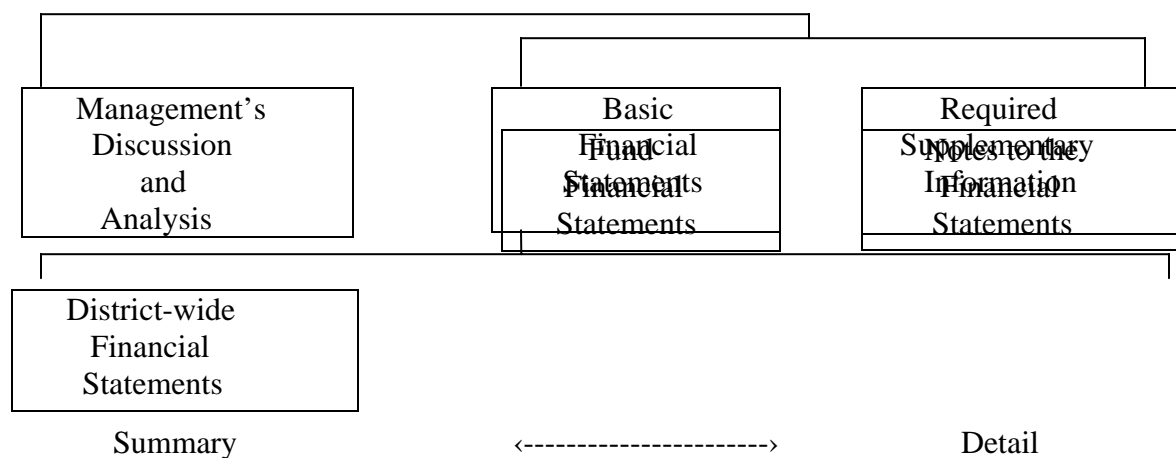 Management’s
Discussion
and
Analysis
Basic
Financial
Statements
Required
Supplementary
Information
District-wide
Financial
Statements
Fund
Financial
Statements
Notes to the
Financial
Statements
Summary
‹----------------------›
Detail